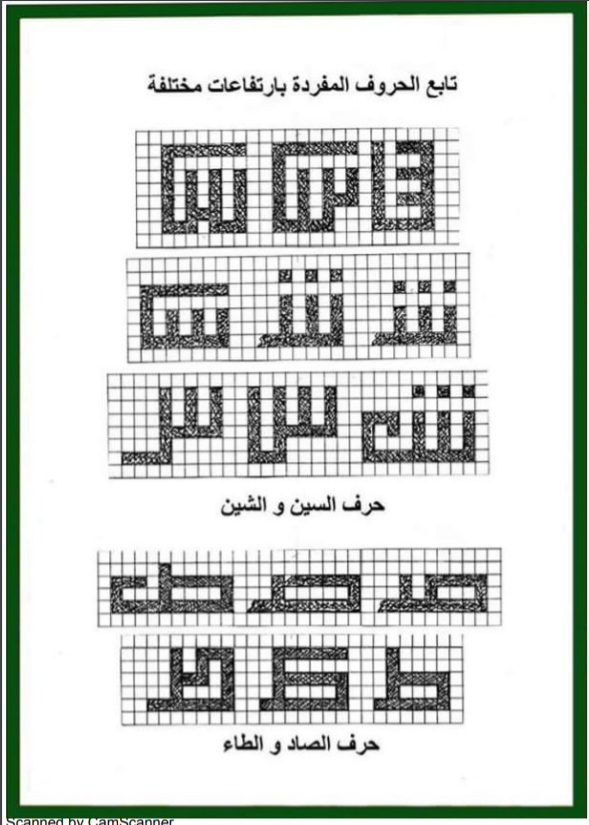 تابع الحروف المفردة بارتفاعات مختلفة
حرف السين و الشين
حرف الصاد و الطاء
Scanned by CamScanner